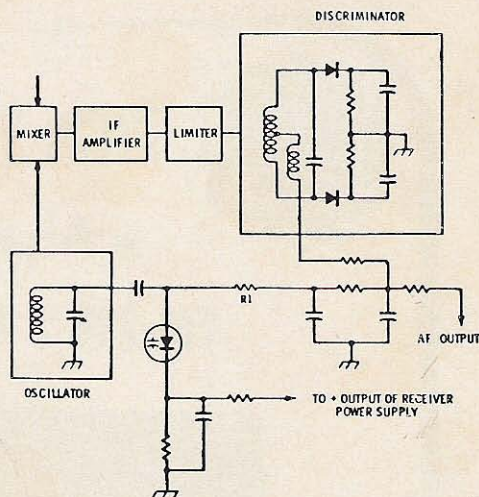 DISCRIMINATOR
MIXER
IF
AMPLIFIER
LIMITER
R1
AF OUTPUT
OSCILLATOR
TO + OUTPUT OF RECEIVER
POWER SUPPLY